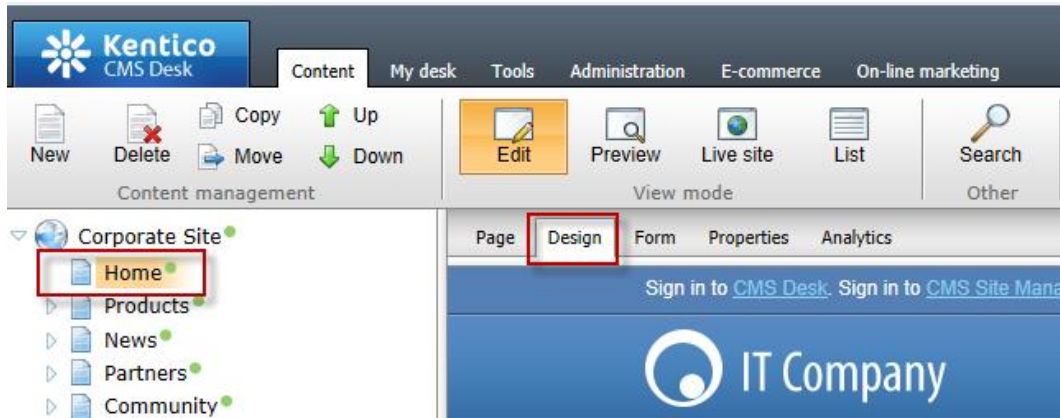 Kentico
CMS Desk
Content My desk Tools Administration E-commerce On-line marketing
New Delete Copy Move Up Down
Edit Preview Live site List Search
Content management View mode Other
Corporate Site
Home
Products
News
Partners
Community
Page Design Form Properties Analytics
Sign in to CMS Desk. Sign in to CMS Site Mana
IT Company